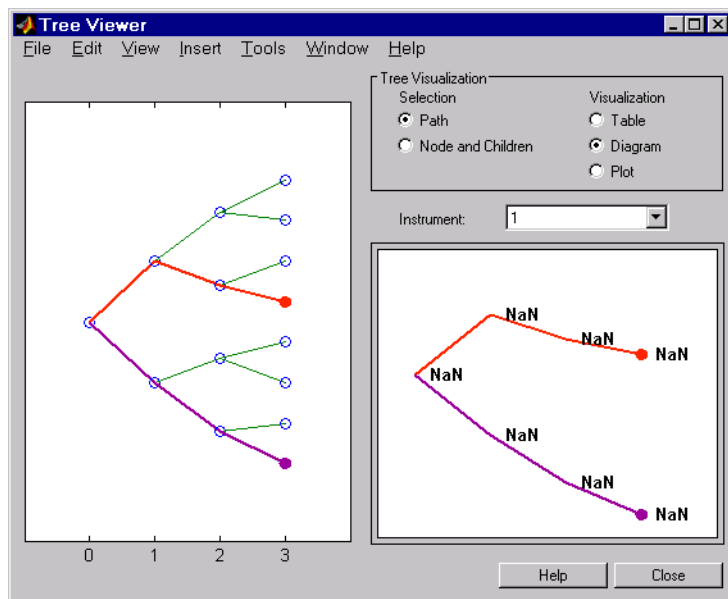 Tree Viewer
File Edit View Insert Tools Window Help
Tree Visualization
Selection
Visualization
Path
Table
Node and Children
Diagram
Plot
Instrument:
1
NaN
NaN
NaN
NaN
NaN
NaN
NaN
0 1 2 3
Help
Close